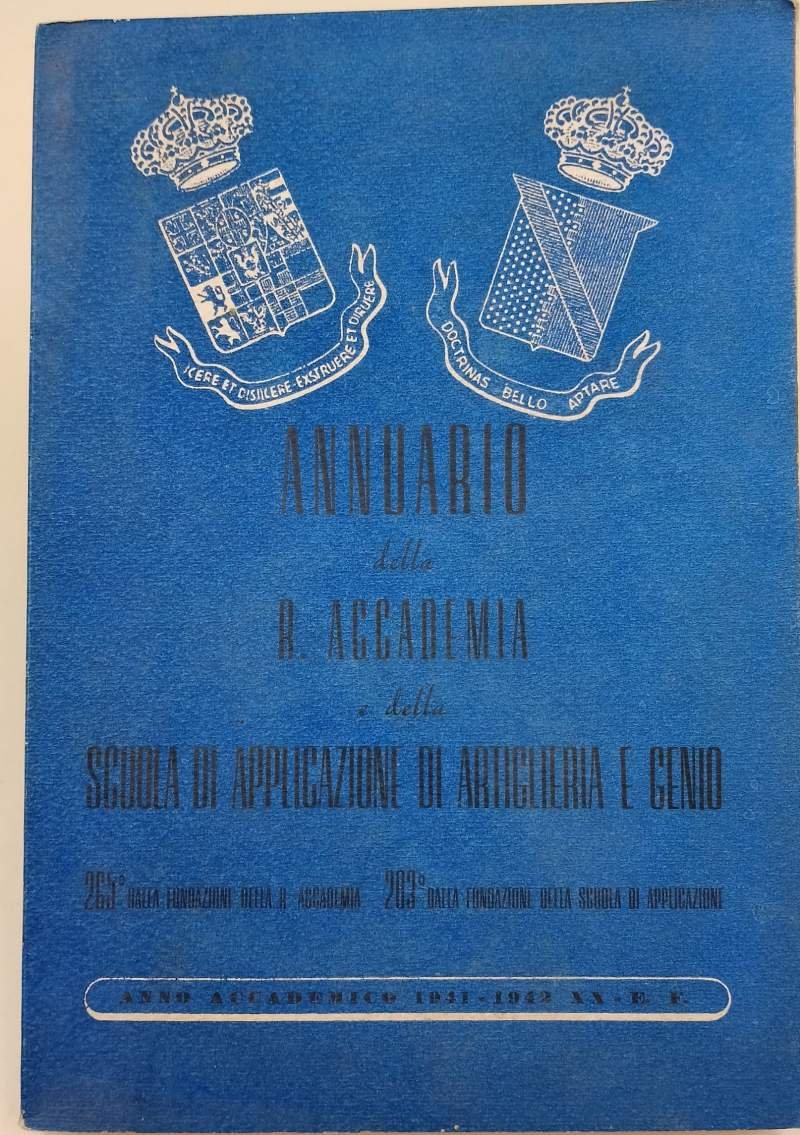 ICERE ET DISIICERE EXSTRUERE ET DIRUERE
DOCTRINAS BELLO APTARE
ANNUARIO
della
R. ACCADEMIA
e della
SCUOLA DI APPLICAZIONE DI ARTIGLIERIA E GENIO
265° DALLA FONDAZIONE DELLA R. ACCADEMIA 203° DALLA FONDAZIONE DELLA SCUOLA DI APPLICAZIONE
ANNO ACCADEMICO 1941-1942 XX-E. F.